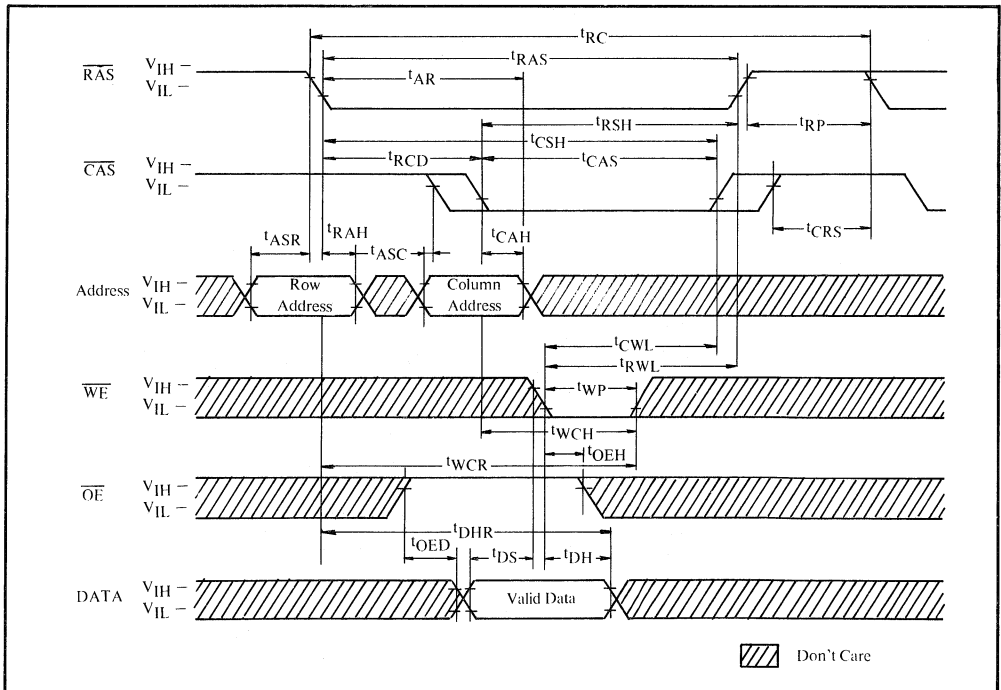 tRC
RAS VIH –
VIL –
tRAS
tAR
tRSH
tRP
tCSH
tRCD
tCAS
CAS VIH –
VIL –
tCRS
tASR
tRAH
tASC
tCAH
Address VIH –
VIL –
Row
Address
Column
Address
tCWL
tRWL
WE VIH –
VIL –
tWP
tWCH
tOEH
tWCR
OE VIH –
VIL –
tDHR
tOED
tDS
tDH
DATA VIH –
VIL –
Valid Data
Don't Care